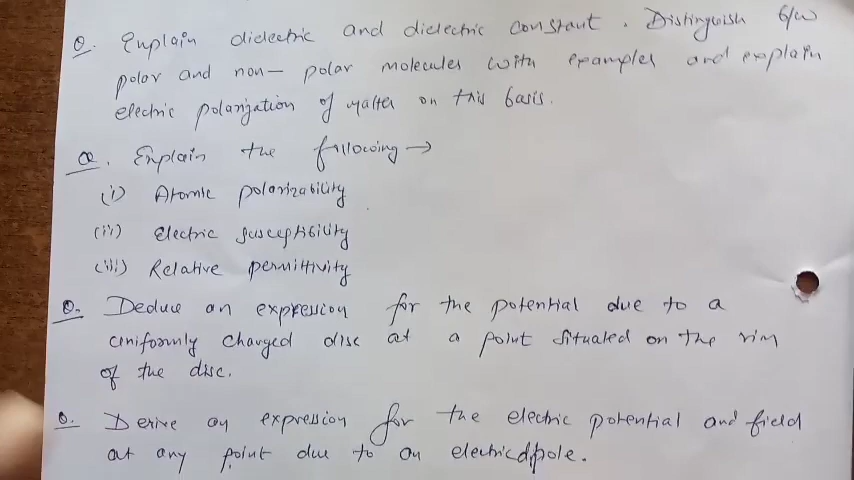 Q. Explain dielectric and dielectric constant. Distinguish b/w
polar and non- polar molecules with examples and explain
electric polarization of matter on this basis.
Q. Explain the following →
(i) Atomic polarizability
(ii) Electric susceptibility
(iii) Relative permittivity
Q. Deduce an expression for the potential due to a
uniformly charged disc at a point situated on the rim
of the disc.
Q. Derive an expression for the electric potential and field
at any point due to an electric dipole.